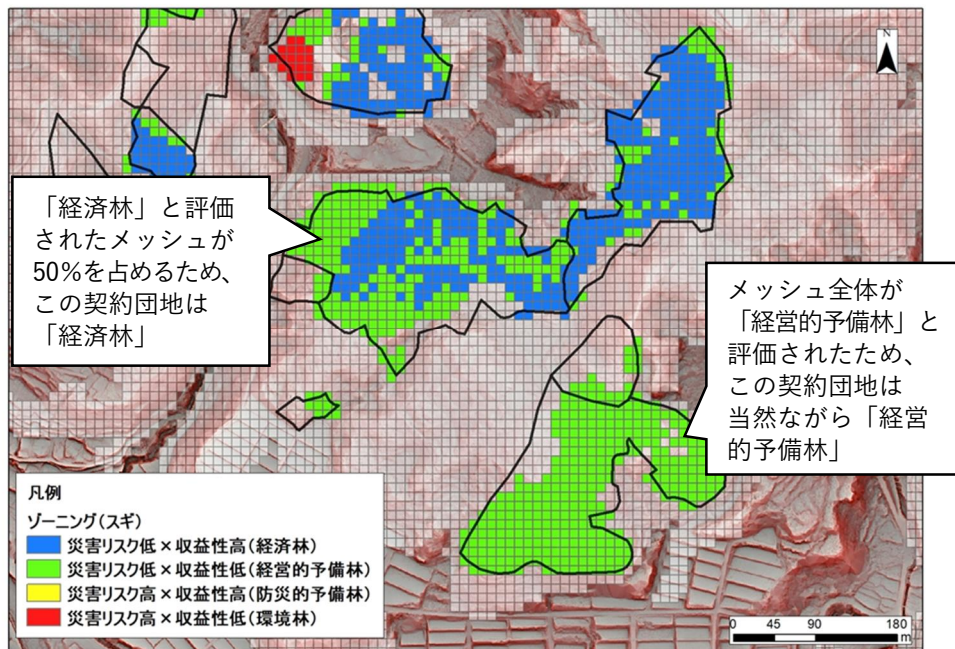 N
「経済林」と評価
されたメッシュが
50%を占めるため、
この契約団地は
「経済林」
メッシュ全体が
「経営的予備林」と
評価されたため、
この契約団地は
当然ながら「経営
的予備林」
凡例
ゾーニング(スギ)
災害リスク低×収益性高(経済林)
災害リスク低×収益性低(経営的予備林)
災害リスク高×収益性高(防災的予備林)
災害リスク高×収益性低(環境林)
0 45 90 180
m